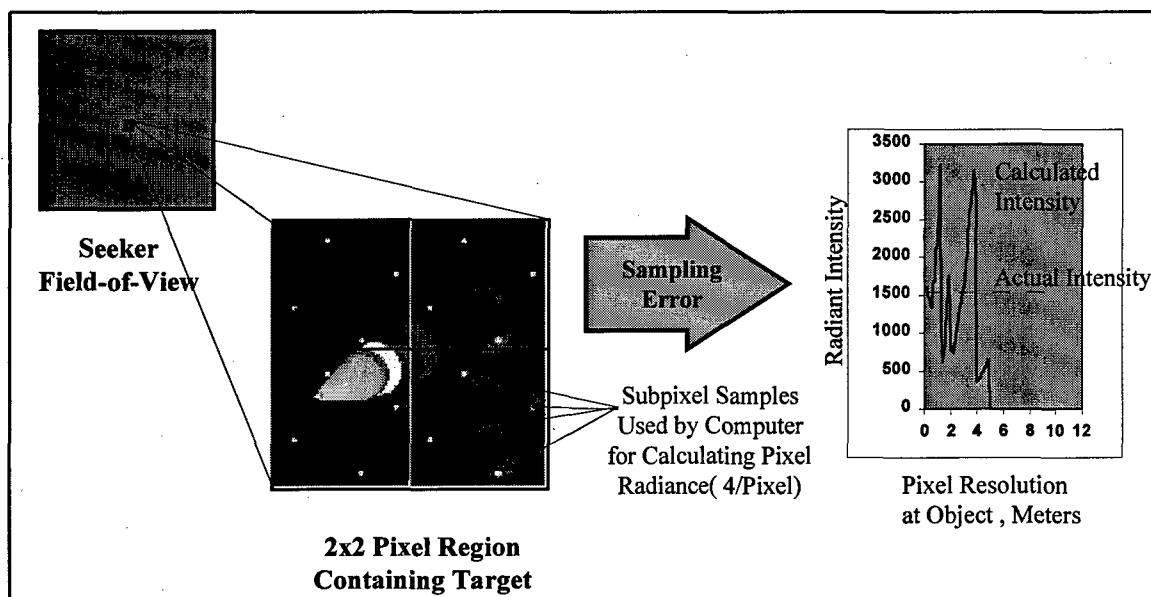 Seeker
Field-of-View
Sampling
Error
Subpixel Samples
Used by Computer
for Calculating Pixel
Radiance( 4/Pixel)
2x2 Pixel Region
Containing Target
Radiant Intensity
3500
3000
2500
2000
1500
1000
500
0
Calculated
Intensity
Actual Intensity
0 2 4 6 8 10 12
Pixel Resolution
at Object , Meters